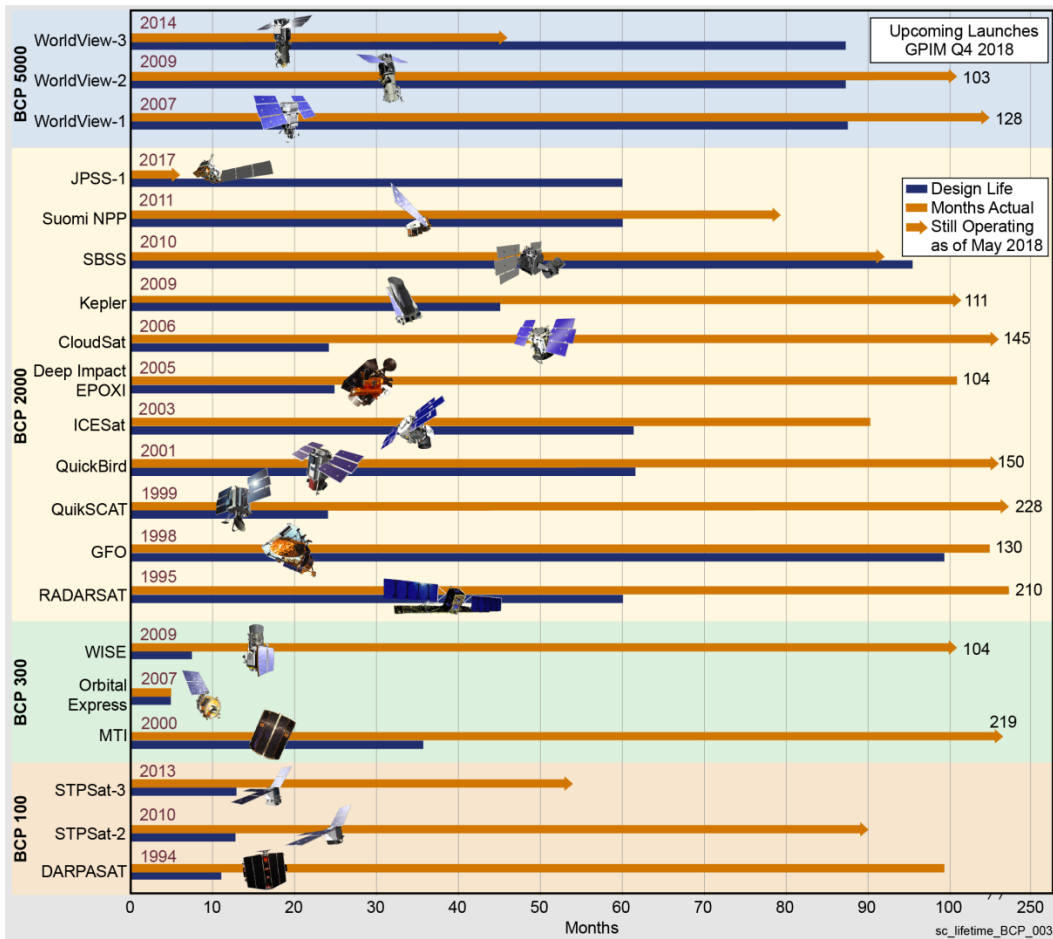 Upcoming Launches
GPIM Q4 2018
BCP 5000
2014
WorldView-3
2009
WorldView-2
103
2007
WorldView-1
128
Design Life
Months Actual
Still Operating
as of May 2018
BCP 2000
2017
JPSS-1
2011
Suomi NPP
2010
SBSS
2009
Kepler
111
2006
CloudSat
145
2005
Deep Impact
EPOXI
104
2003
ICESat
2001
QuickBird
150
1999
QuikSCAT
228
1998
GFO
130
1995
RADARSAT
210
BCP 300
2009
WISE
104
2007
Orbital
Express
2000
MTI
219
BCP 100
2013
STPSat-3
2010
STPSat-2
1994
DARPASAT
0 10 20 30 40 50 60 70 80 90 100 250
Months
sc_lifetime_BCP_003